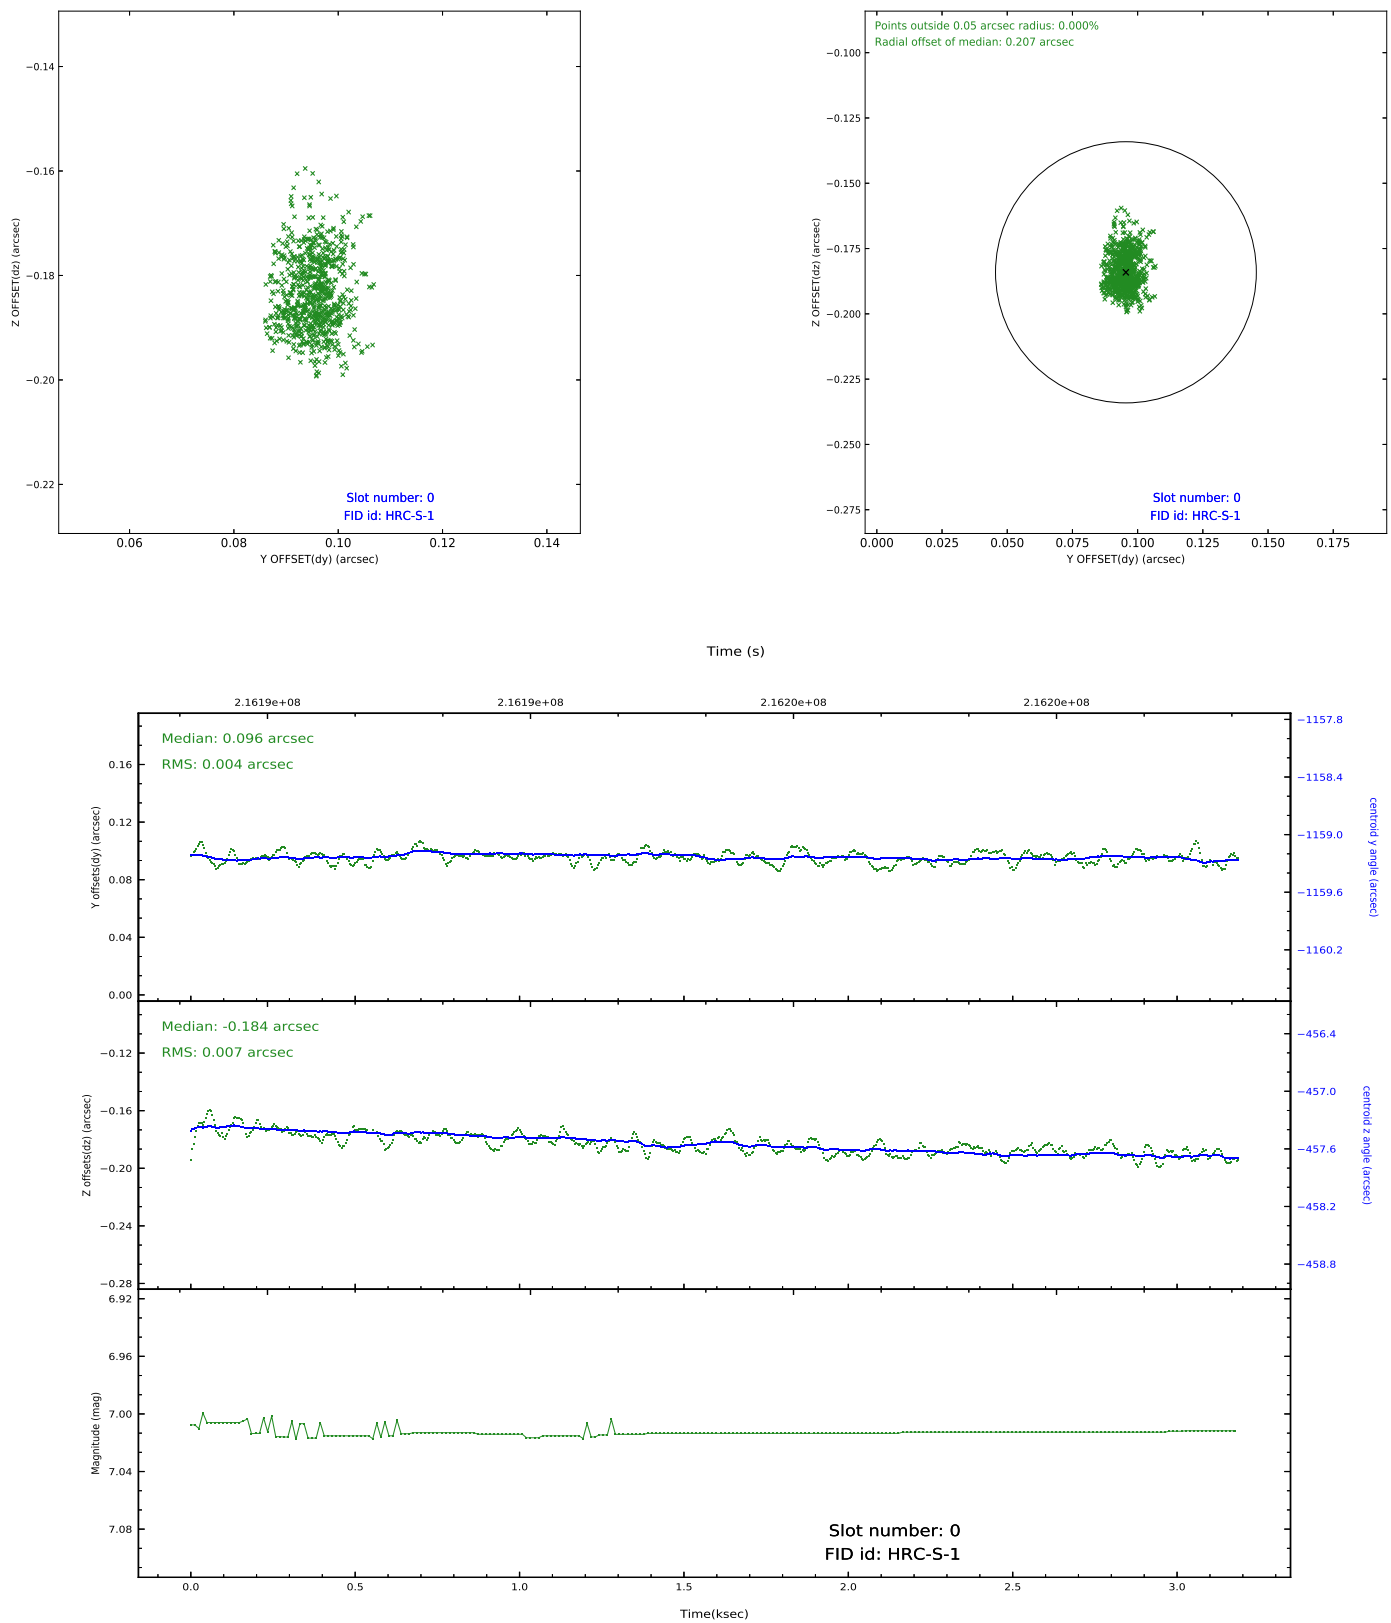 −0.14
−0.16
−0.18
−0.20
−0.22
Z OFFSET(dz) (arcsec)
Slot number: 0
FID id: HRC-S-1
0.06 0.08 0.10 0.12 0.14
Y OFFSET(dy) (arcsec)
Points outside 0.05 arcsec radius: 0.000%
Radial offset of median: 0.207 arcsec
−0.100
−0.125
−0.150
−0.175
−0.200
−0.225
−0.250
−0.275
Z OFFSET(dz) (arcsec)
Slot number: 0
FID id: HRC-S-1
0.000 0.025 0.050 0.075 0.100 0.125 0.150 0.175
Y OFFSET(dy) (arcsec)
Time (s)
2.1619e+08 2.1619e+08 2.1620e+08 2.1620e+08
Median: 0.096 arcsec
RMS: 0.004 arcsec
0.16
0.12
0.08
0.04
0.00
Y offsets(dy) (arcsec)
−1157.8
−1158.4
−1159.0
−1159.6
−1160.2
centroid y angle (arcsec)
Median: -0.184 arcsec
RMS: 0.007 arcsec
−0.12
−0.16
−0.20
−0.24
−0.28
Z offsets(dz) (arcsec)
−456.4
−457.0
−457.6
−458.2
−458.8
centroid z angle (arcsec)
6.92
6.96
7.00
7.04
7.08
Magnitude (mag)
Slot number: 0
FID id: HRC-S-1
0.0 0.5 1.0 1.5 2.0 2.5 3.0
Time(ksec)